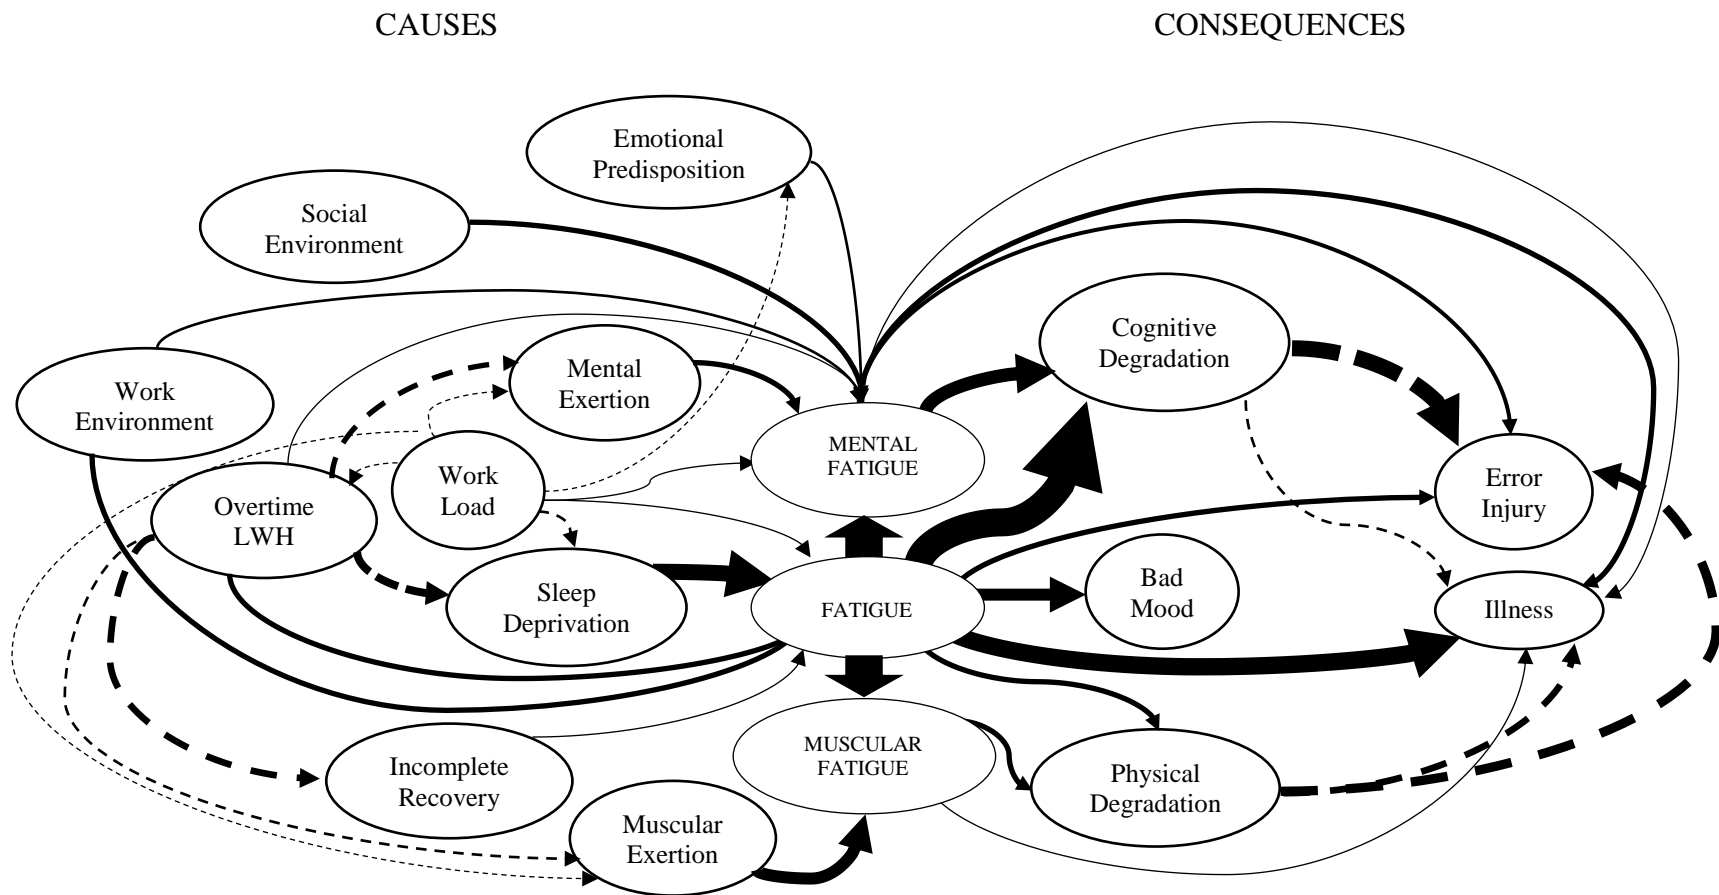 CAUSES
CONSEQUENCES
Emotional
Predisposition
Social
Environment
Cognitive
Degradation
Mental
Exertion
Work
Environment
MENTAL
FATIGUE
Work
Load
Error
Injury
Overtime
LWH
Sleep
Deprivation
FATIGUE
Bad
Mood
Illness
MUSCULAR
FATIGUE
Incomplete
Recovery
Physical
Degradation
Muscular
Exertion